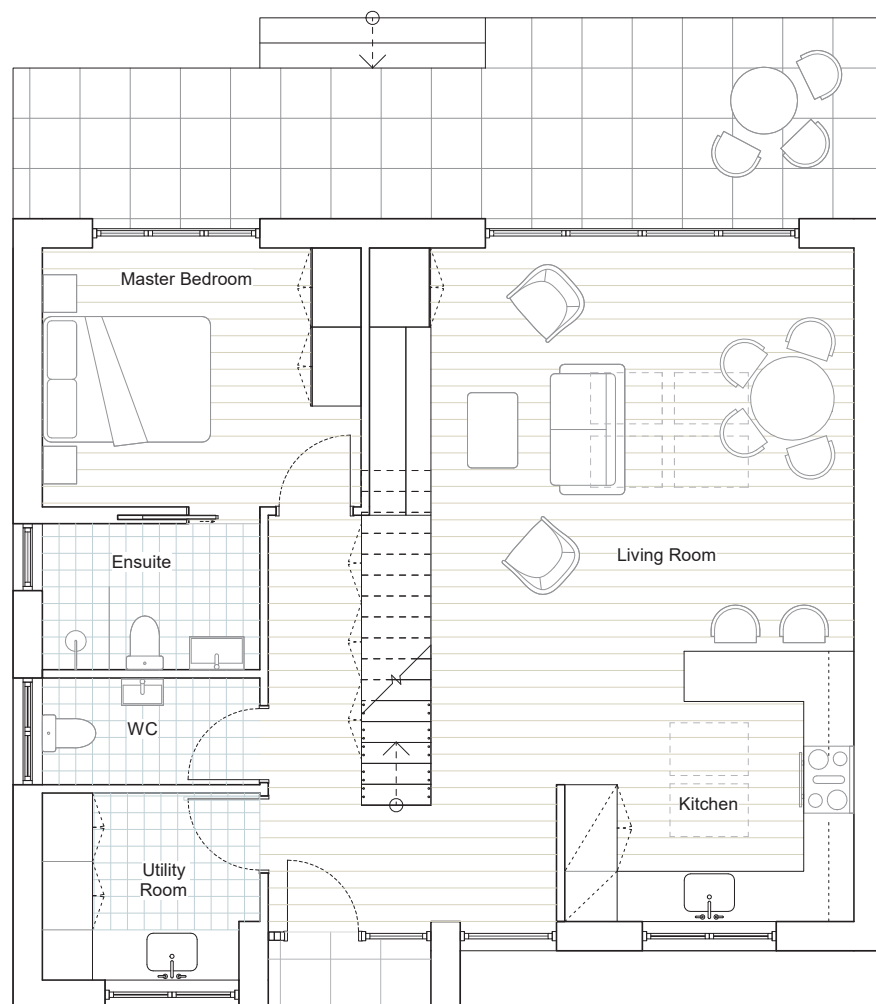 Master Bedroom
Living Room
Ensuite
WC
Kitchen
Utility
Room